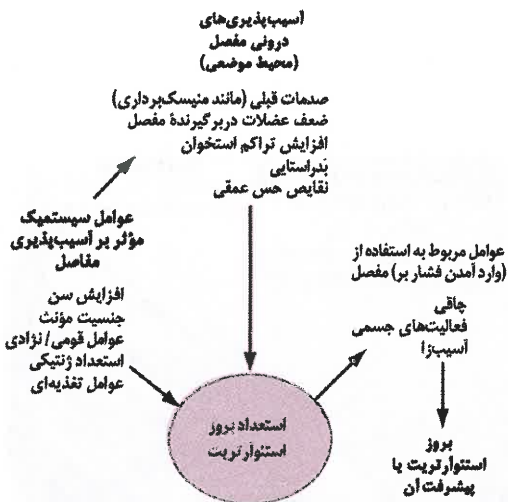 آسیب‌پذیری‌های
درونی مفصل
(محیط موضعی)
صدمات قبلی (مانند منیسک‌برداری)
ضعف عضلات دربرگیرندهٔ مفصل
افزایش تراکم استخوان
بَدراستایی
نقایص حس عمقی
عوامل سیستمیک
مؤثر بر آسیب‌پذیری
مفاصل
افزایش سن
جنسیت مؤنث
عوامل قومی/ نژادی
استعداد ژنتیکی
عوامل تغذیه‌ای
استعداد بروز
استئوآرتریت
عوامل مربوط به استفاده از
(وارد آمدن فشار بر) مفصل
چاقی
فعالیت‌های جسمی
آسیب‌زا
بروز
استئوآرتریت یا
پیشرفت آن